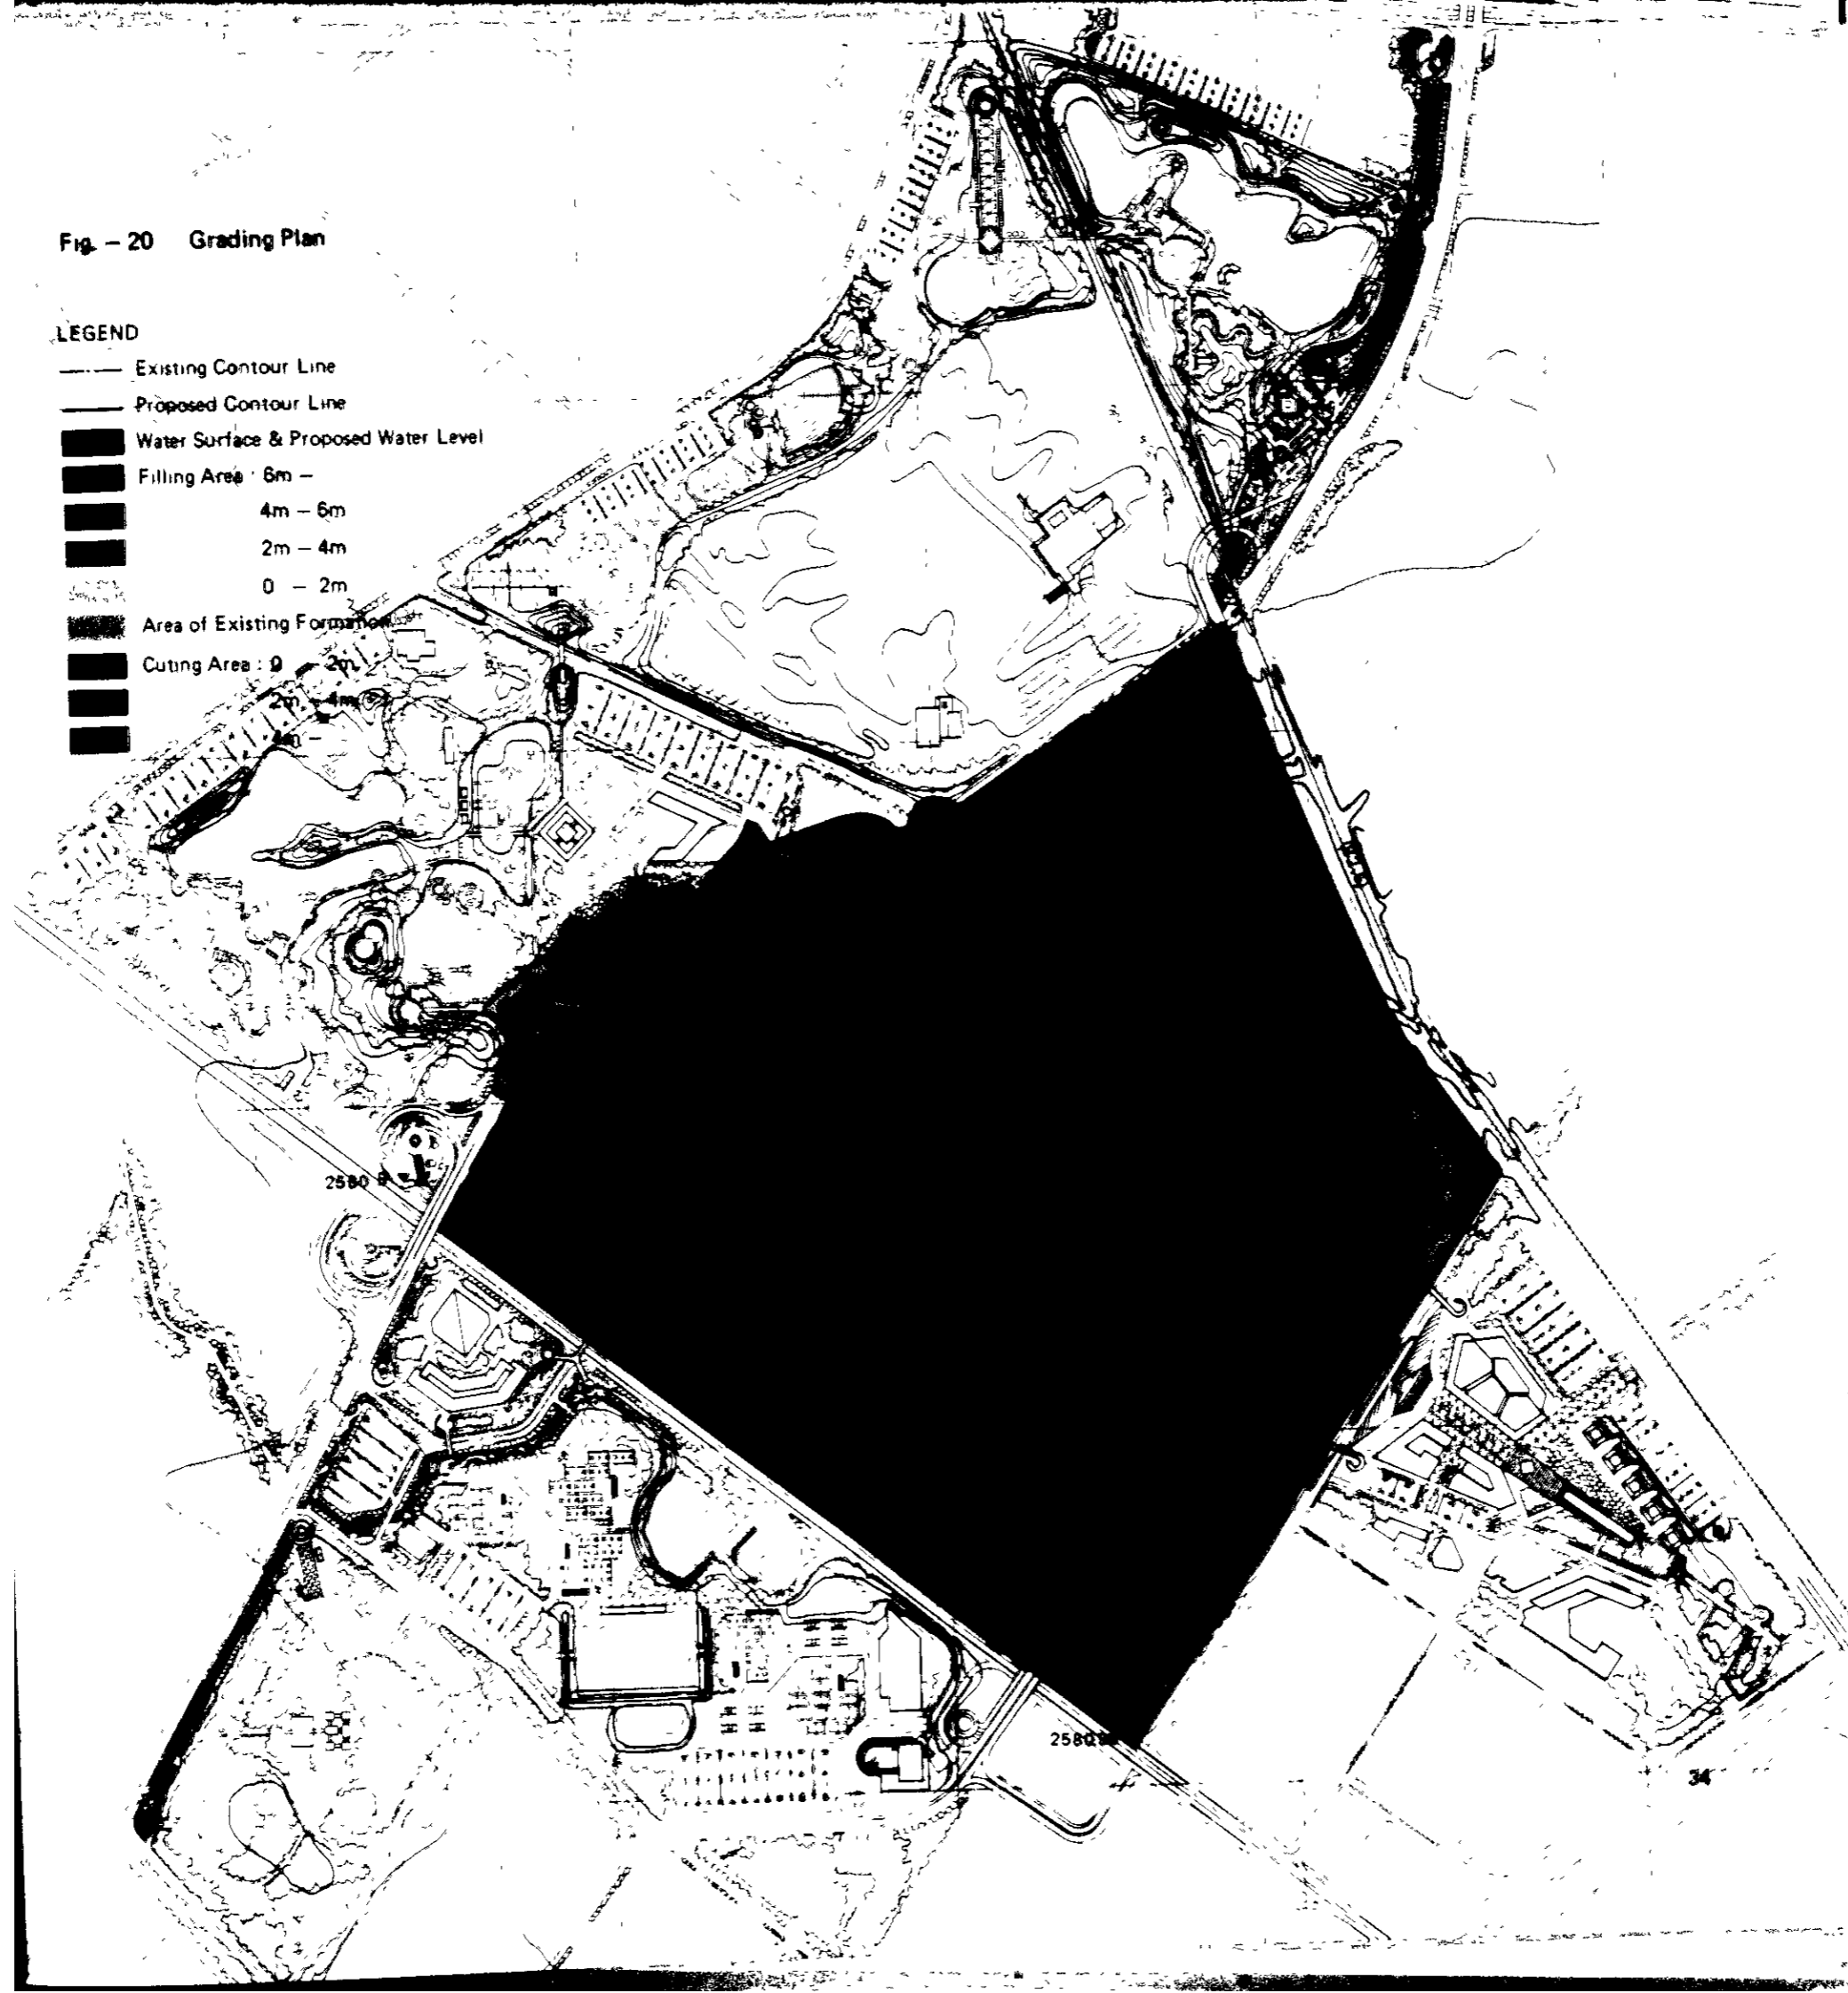 Fig. – 20 Grading Plan
LEGEND
Existing Contour Line
Proposed Contour Line
Water Surface & Proposed Water Level
Filling Area : 6m –
4m – 6m
2m – 4m
0 – 2m
Area of Existing Formation
Cuting Area : 0 – 2m
2m – 4m
4m –
2580
2580
34